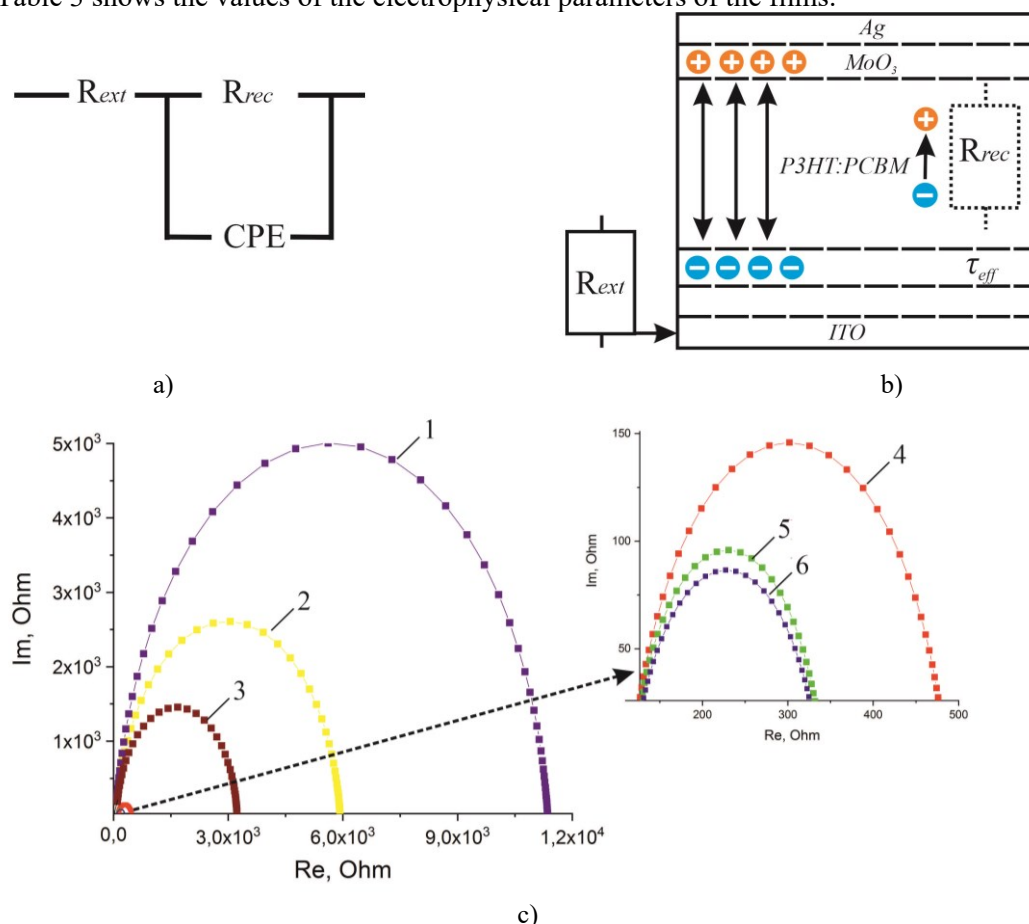 Table 3 shows the values of the electrophysical parameters of the films.
Rext
Rrec
CPE
a)
Ag
MoO3
P3HT:PCBM
Rrec
τeff
ITO
Rext
b)
5x10³
4x10³
3x10³
2x10³
1x10³
Im, Ohm
0,0
3,0x10³
6,0x10³
9,0x10³
1,2x10⁴
Re, Ohm
1
2
3
150
100
50
Im, Ohm
200
300
400
500
Re, Ohm
4
5
6
c)